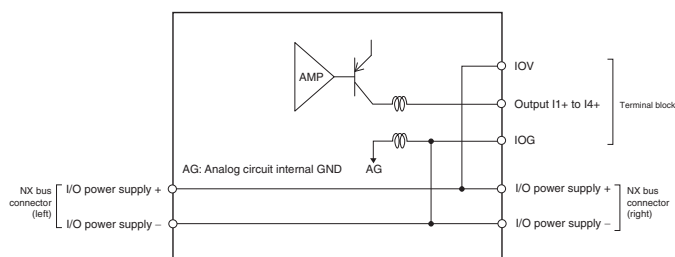 AMP
IOV
Output I1+ to I4+
Terminal block
IOG
AG: Analog circuit internal GND
AG
NX bus
connector
(left)
I/O power supply +
I/O power supply −
I/O power supply +
I/O power supply −
NX bus
connector
(right)